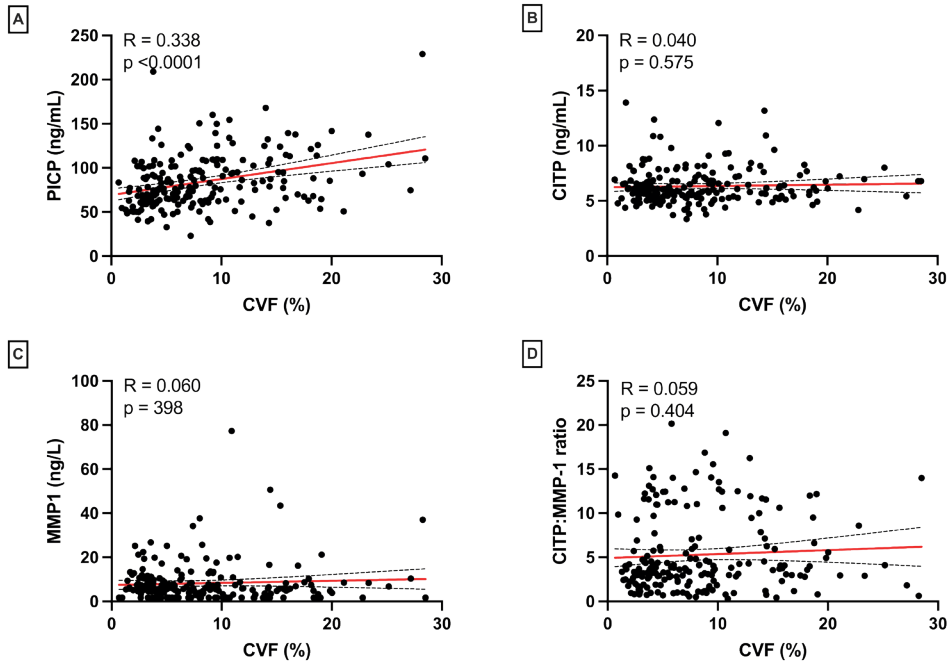 A
R = 0.338
p <0.0001
PICP (ng/mL)
250
200
150
100
50
0
0 10 20 30
CVF (%)
B
R = 0.040
p = 0.575
CITP (ng/mL)
20
15
10
5
0
0 10 20 30
CVF (%)
C
R = 0.060
p = 398
MMP1 (ng/L)
100
80
60
40
20
0
0 10 20 30
CVF (%)
D
R = 0.059
p = 0.404
CITP:MMP-1 ratio
25
20
15
10
5
0
0 10 20 30
CVF (%)